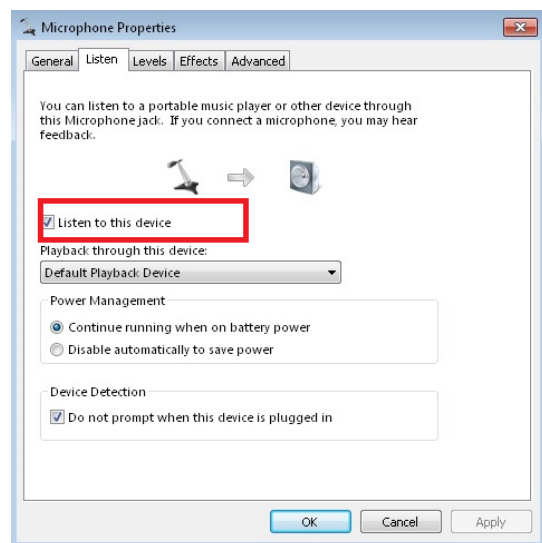 Microphone Properties
General Listen Levels Effects Advanced
You can listen to a portable music player or other device through
this Microphone jack. If you connect a microphone, you may hear
feedback.
Listen to this device
Playback through this device:
Default Playback Device
Power Management
Continue running when on battery power
Disable automatically to save power
Device Detection
Do not prompt when this device is plugged in
OK Cancel Apply